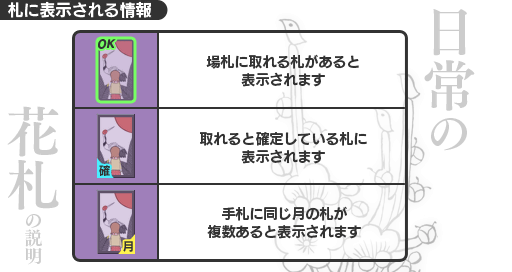 札に表示される情報
日常の
花札の説明
OK
場札に取れる札があると
表示されます
確
取れると確定している札に
表示されます
月
手札に同じ月の札が
複数あると表示されます